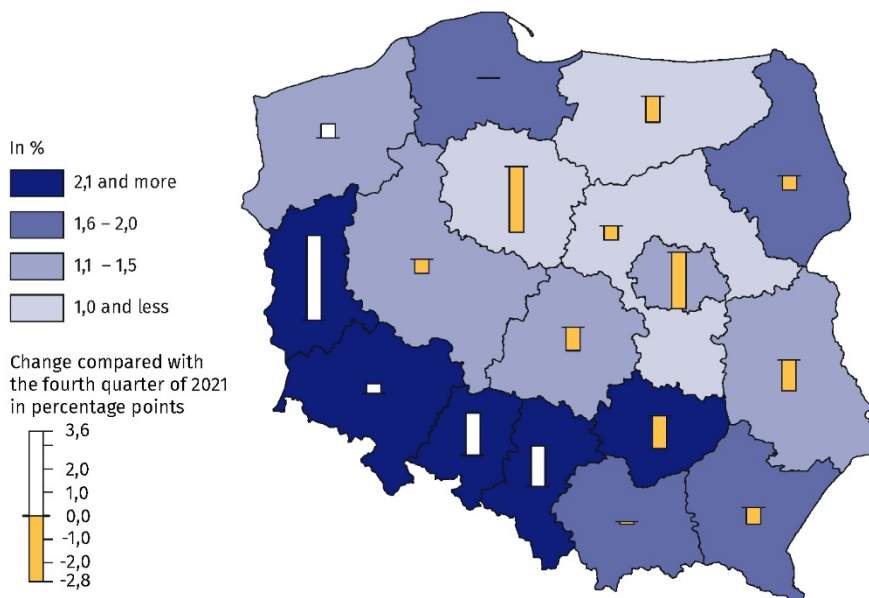 In %
2,1 and more
1,6 – 2,0
1,1 – 1,5
1,0 and less
Change compared with
the fourth quarter of 2021
in percentage points
3,6
2,0
1,0
0,0
-1,0
-2,0
-2,8